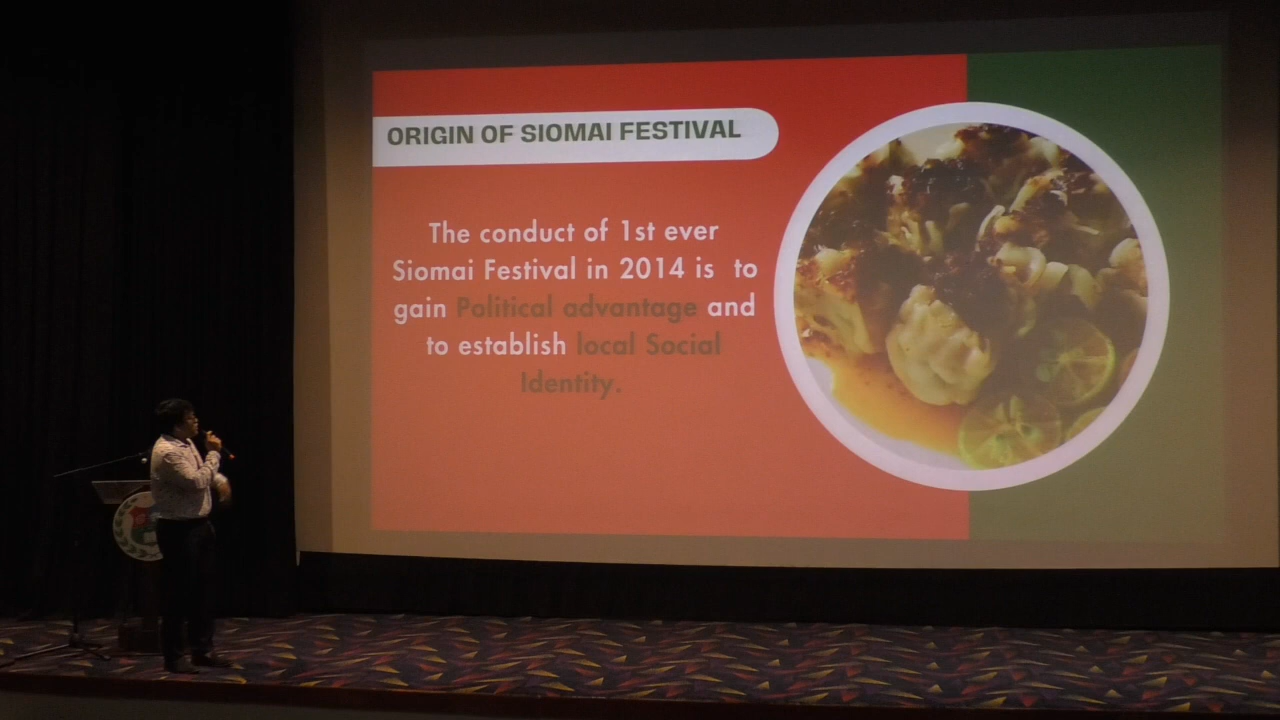 ORIGIN OF SIOMAI FESTIVAL
The conduct of 1st ever
Siomai Festival in 2014 is to
gain Political advantage and
to establish local Social
Identity.